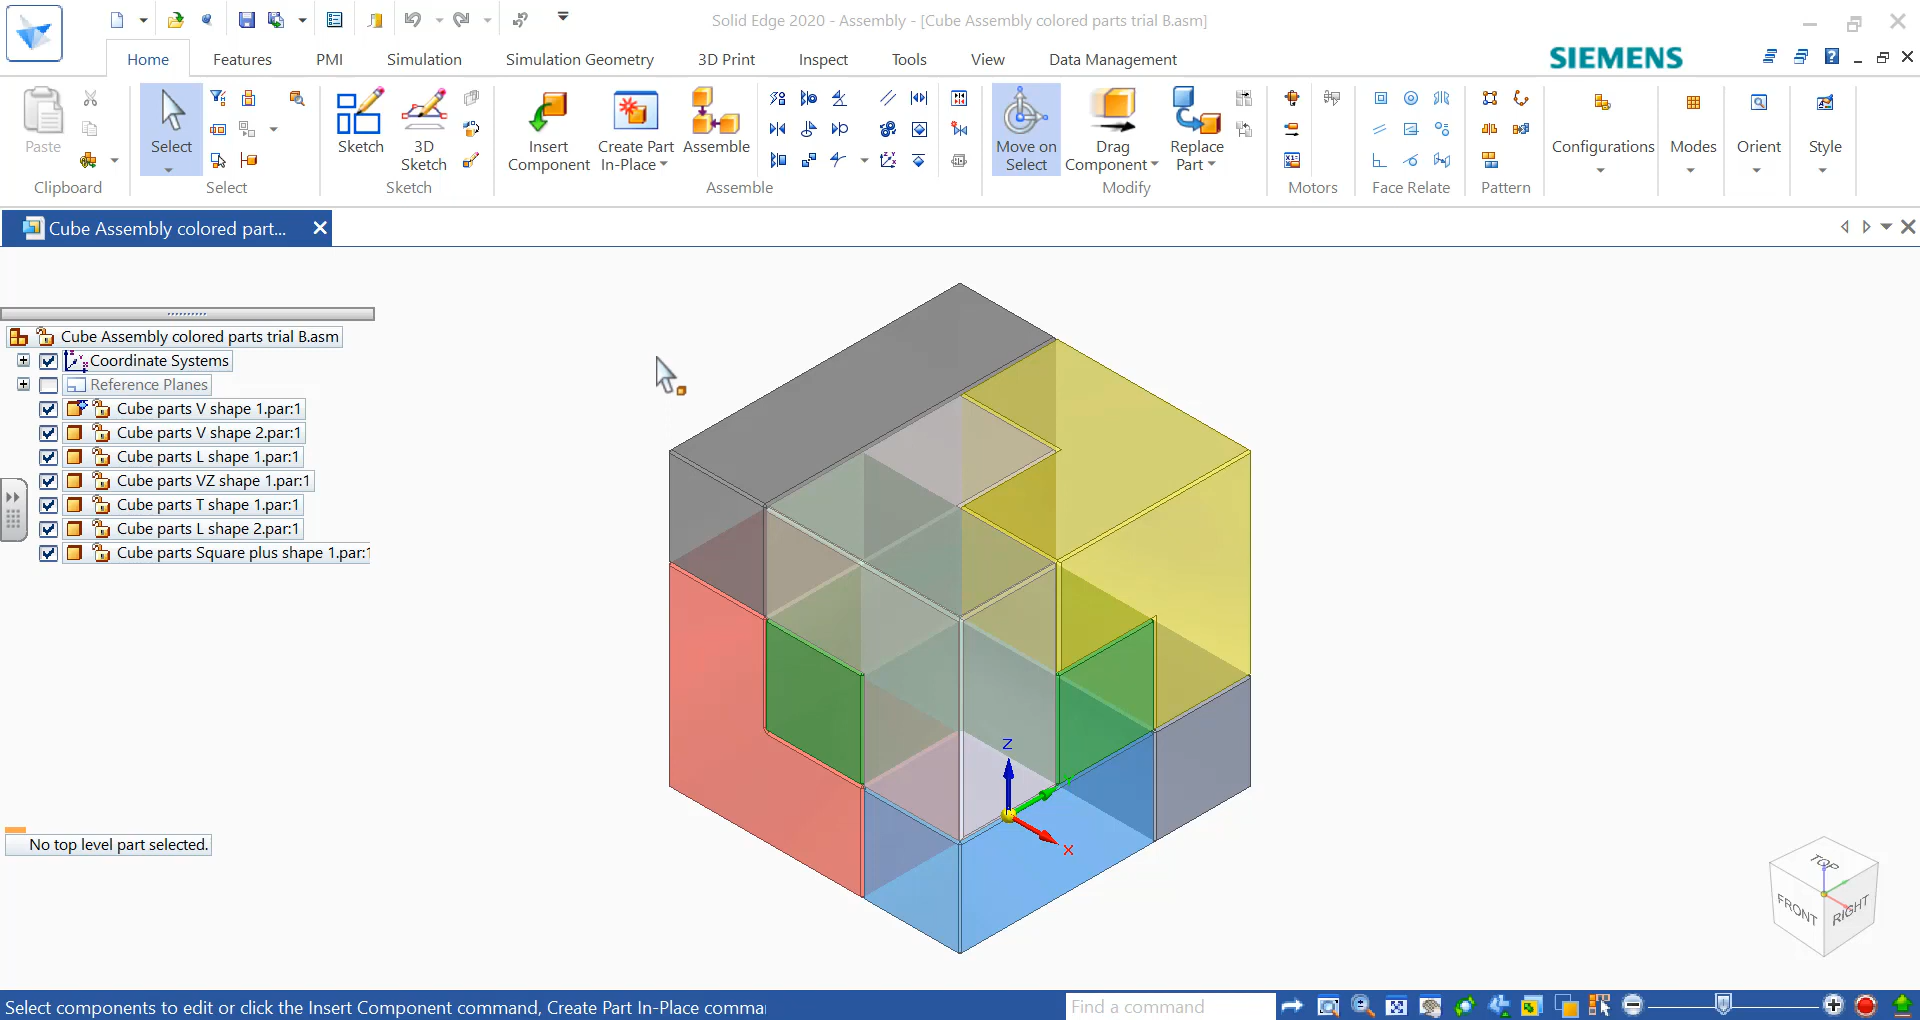 Solid Edge 2020 - Assembly - [Cube Assembly colored parts trial B.asm]
Home Features PMI Simulation Simulation Geometry 3D Print Inspect Tools View Data Management
SIEMENS
Paste
Select
Sketch
3D Sketch
Insert Component
Create Part In-Place
Assemble
Move on Select
Drag Component
Replace Part
Configurations
Modes
Orient
Style
Clipboard Select Sketch Assemble Modify Motors Face Relate Pattern
Cube Assembly colored part...
Cube Assembly colored parts trial B.asm
Coordinate Systems
Reference Planes
Cube parts V shape 1.par:1
Cube parts V shape 2.par:1
Cube parts L shape 1.par:1
Cube parts VZ shape 1.par:1
Cube parts T shape 1.par:1
Cube parts L shape 2.par:1
Cube parts Square plus shape 1.par:1
Z
Y
X
No top level part selected.
TOP
FRONT
RIGHT
Select components to edit or click the Insert Component command, Create Part In-Place comma
Find a command